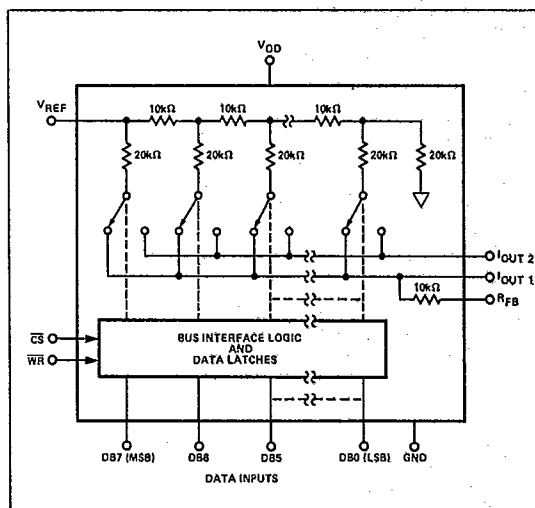 VDD
VREF
10kΩ 10kΩ 10kΩ
20kΩ 20kΩ 20kΩ 20kΩ 20kΩ
IOUT 2
IOUT 1
10kΩ
RFB
CS
WR
BUS INTERFACE LOGIC
AND
DATA LATCHES
DB7 (MSB) DB6 DB5 DB0 (LSB) GND
DATA INPUTS